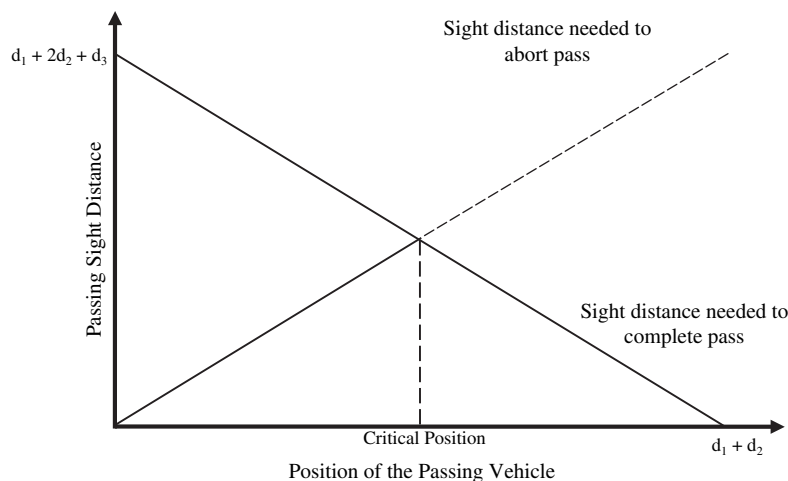 Sight distance needed to
abort pass
d₁ + 2d₂ + d₃
Passing Sight Distance
Sight distance needed to
complete pass
Critical Position
d₁ + d₂
Position of the Passing Vehicle